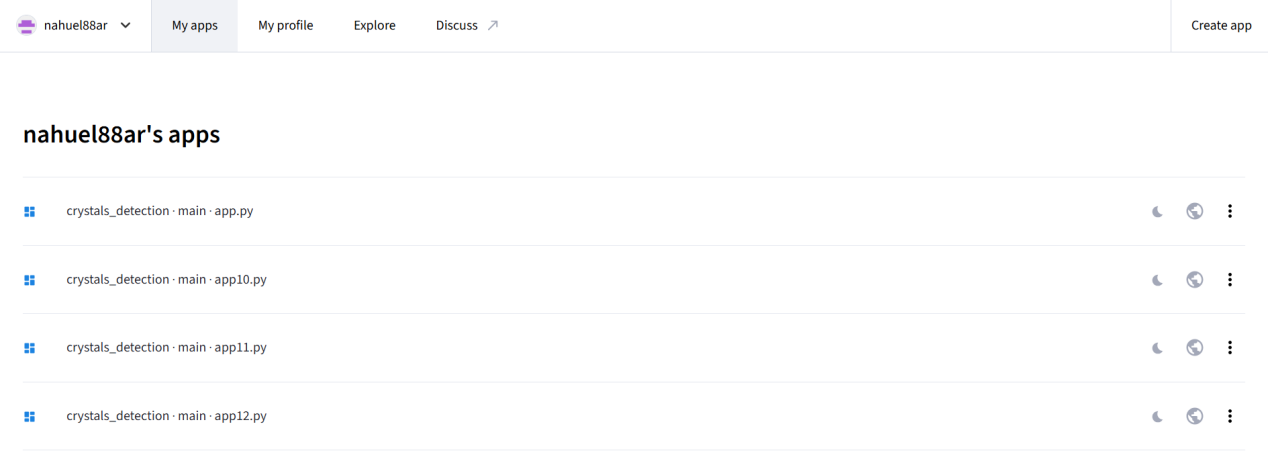 nahuel88ar My apps My profile Explore Discuss Create app
nahuel88ar's apps
crystals_detection · main · app.py
crystals_detection · main · app10.py
crystals_detection · main · app11.py
crystals_detection · main · app12.py